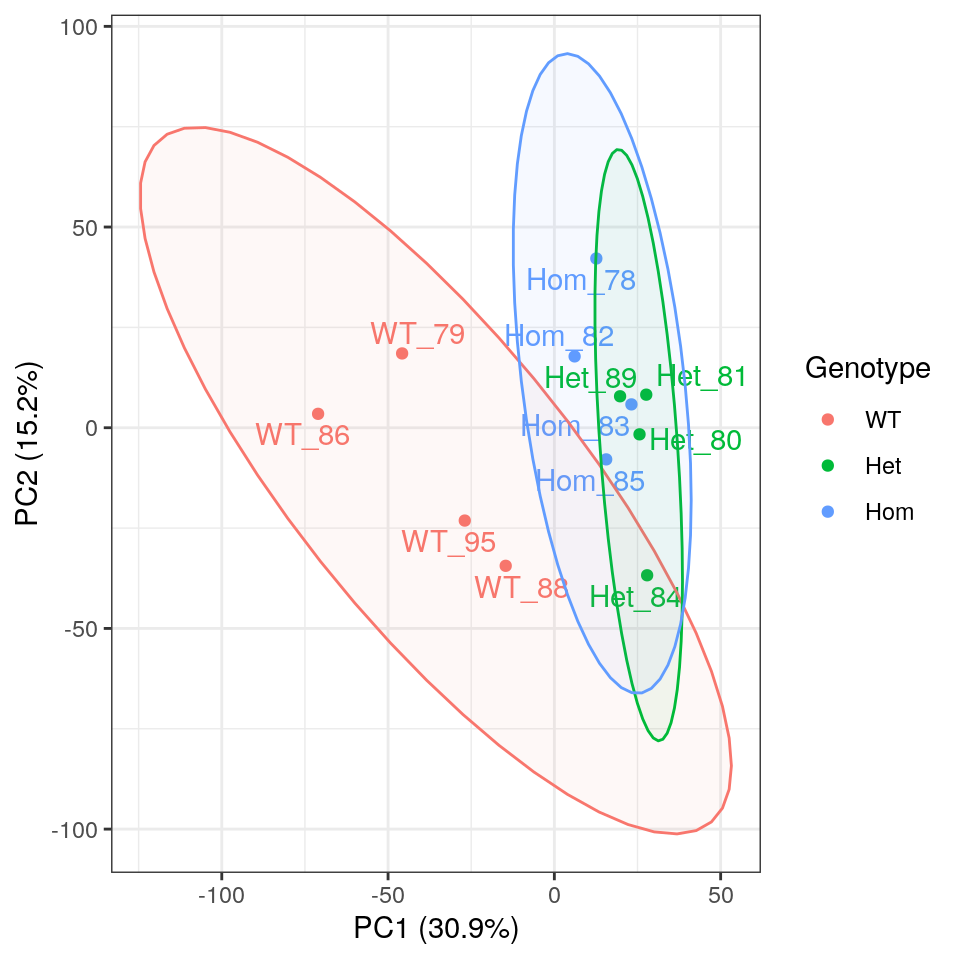 100
50
0
-50
-100
PC2 (15.2%)
Hom_78
WT_79
Hom_82
Het_89
Het_81
WT_86
Hom_83
Het_80
Hom_85
WT_95
WT_88
Het_84
-100
-50
0
50
PC1 (30.9%)
Genotype
WT
Het
Hom